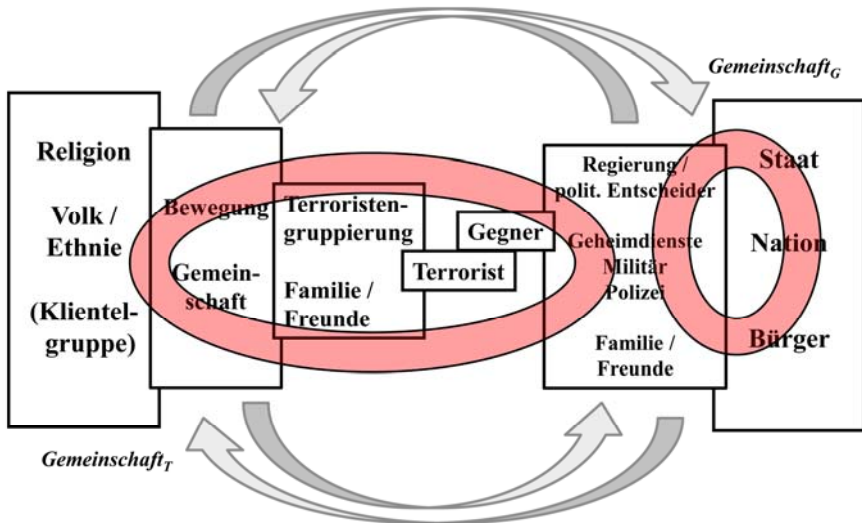 Gemeinschaft_G
Religion
Volk /
Ethnie
(Klientel-
gruppe)
Bewegung
Gemein-
schaft
Terroristen-
gruppierung
Familie /
Freunde
Gegner
Terrorist
Regierung /
polit. Entscheider
Geheimdienste
Militär
Polizei
Familie /
Freunde
Staat
Nation
Bürger
Gemeinschaft_T